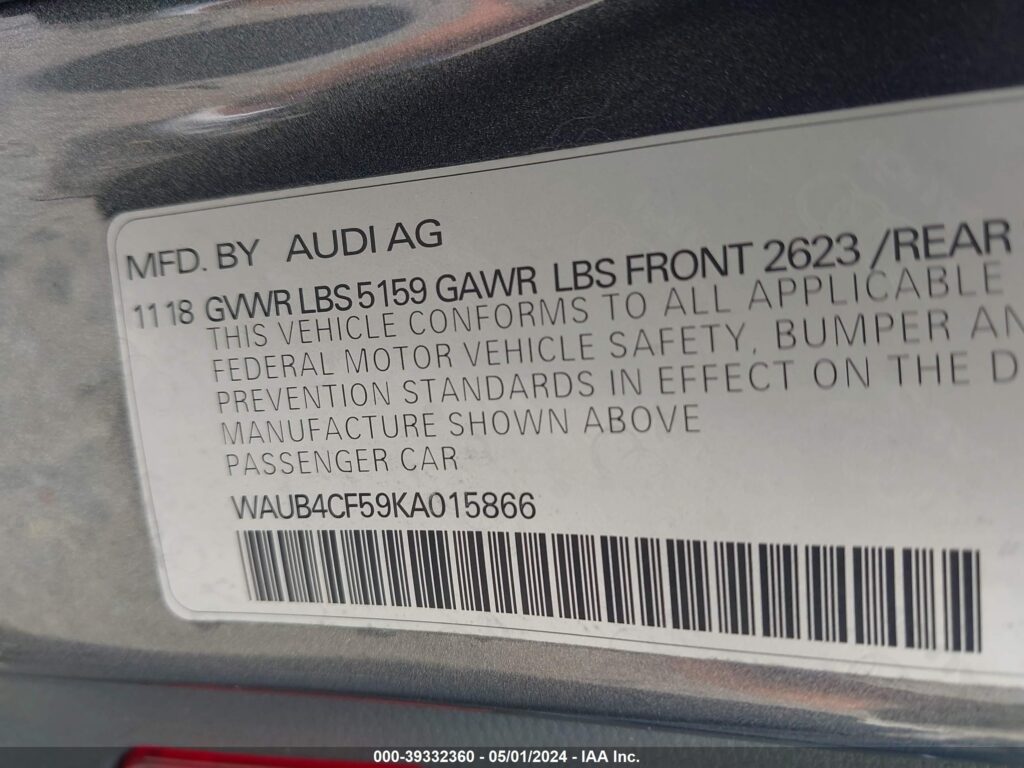 MFD. BY AUDI AG
11 18 GVWR LBS 5159 GAWR LBS FRONT 2623 /REAR
THIS VEHICLE CONFORMS TO ALL APPLICABLE
FEDERAL MOTOR VEHICLE SAFETY, BUMPER AN
PREVENTION STANDARDS IN EFFECT ON THE D
MANUFACTURE SHOWN ABOVE
PASSENGER CAR
WAUB4CF59KA015866
000-39332360 - 05/01/2024 - IAA Inc.